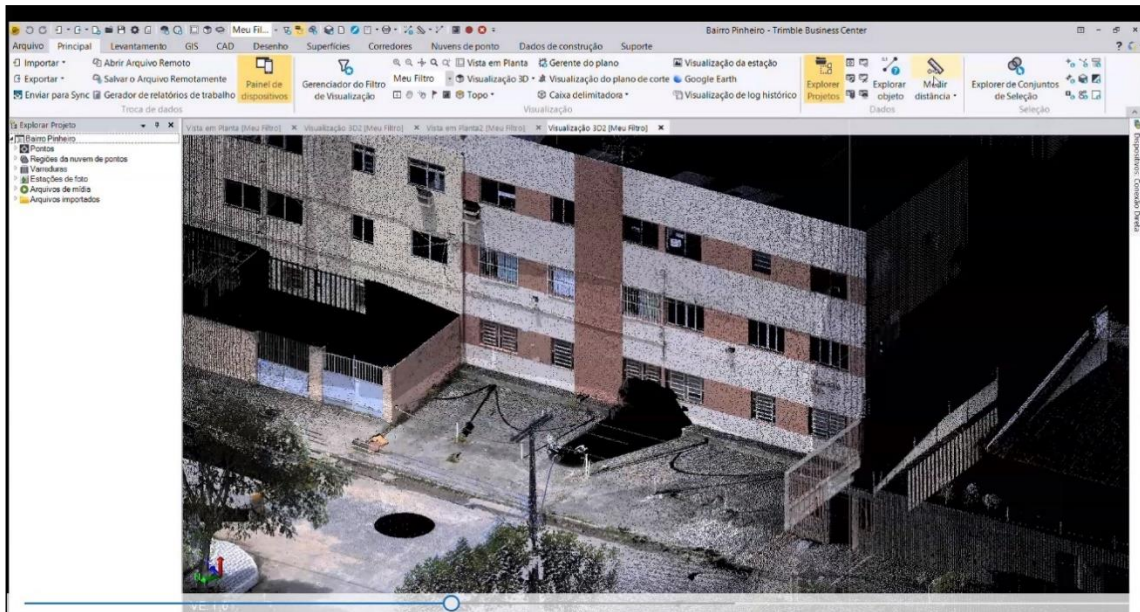 Meu Fil...
Bairro Pinheiro - Trimble Business Center
Arquivo Principal Levantamento GIS CAD Desenho Superfícies Corredores Nuvens de ponto Dados de construção Suporte
Importar Abrir Arquivo Remoto
Exportar Salvar o Arquivo Remotamente
Enviar para Sync Gerador de relatórios de trabalho
Troca de dados
Painel de
dispositivos
Gerenciador do Filtro
de Visualização
Vista em Planta Gerente do plano Visualização da estação
Meu Filtro Visualização 3D Visualização do plano de corte Google Earth
Topo Caixa delimitadora Visualização de log histórico
Visualização
Explorer
Projetos
Explorar
objeto
Medir
distância
Dados
Explorer de Conjuntos
de Seleção
Seleção
Explorar Projeto
Vista em Planta (Meu Filtro) Visualização 3D2 (Meu Filtro) Vista em Planta2 (Meu Filtro) Visualização 3D2 (Meu Filtro)
Bairro Pinheiro
Pontos
Regiões da nuvem de pontos
Varreduras
Estações de foto
Arquivos de mídia
Arquivos importados
Dispositivos: Conexão Direta